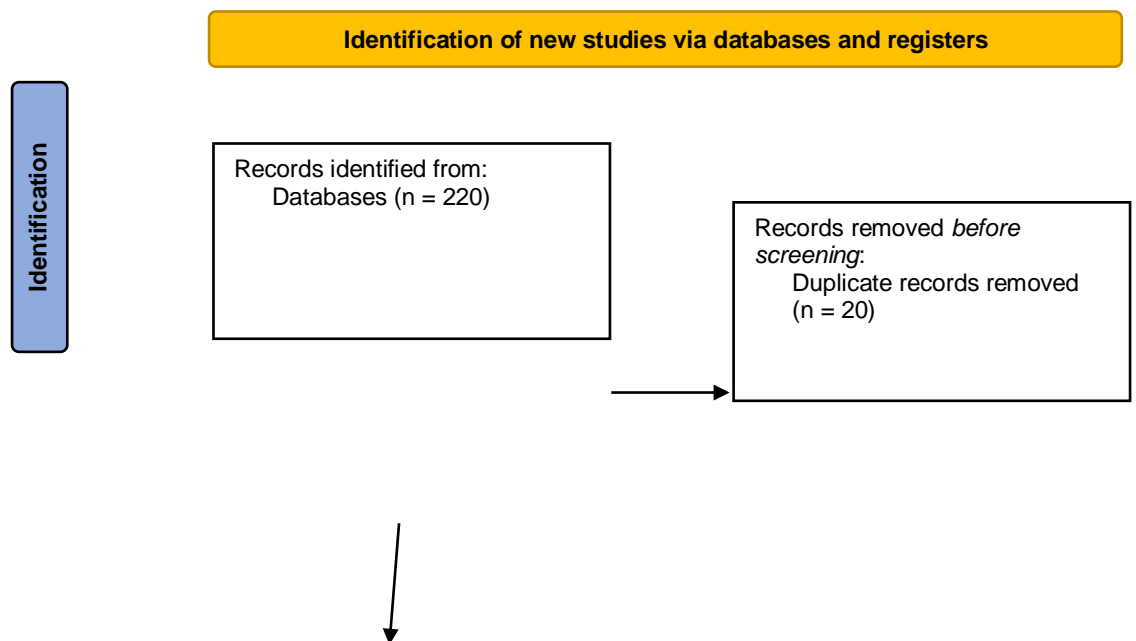 Identification of new studies via databases and registers
Identification
Records identified from:
Databases (n = 220)
Records removed before
screening:
Duplicate records removed
(n = 20)